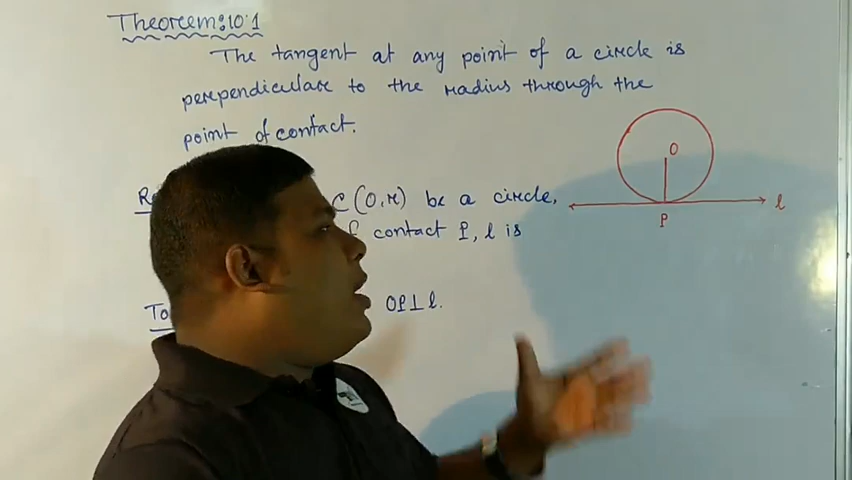 Theorem:10.1
The tangent at any point of a circle is
perpendicular to the radius through the
point of contact.
C(O,r) be a circle,
contact P, l is
OP⊥l.
O
P
l